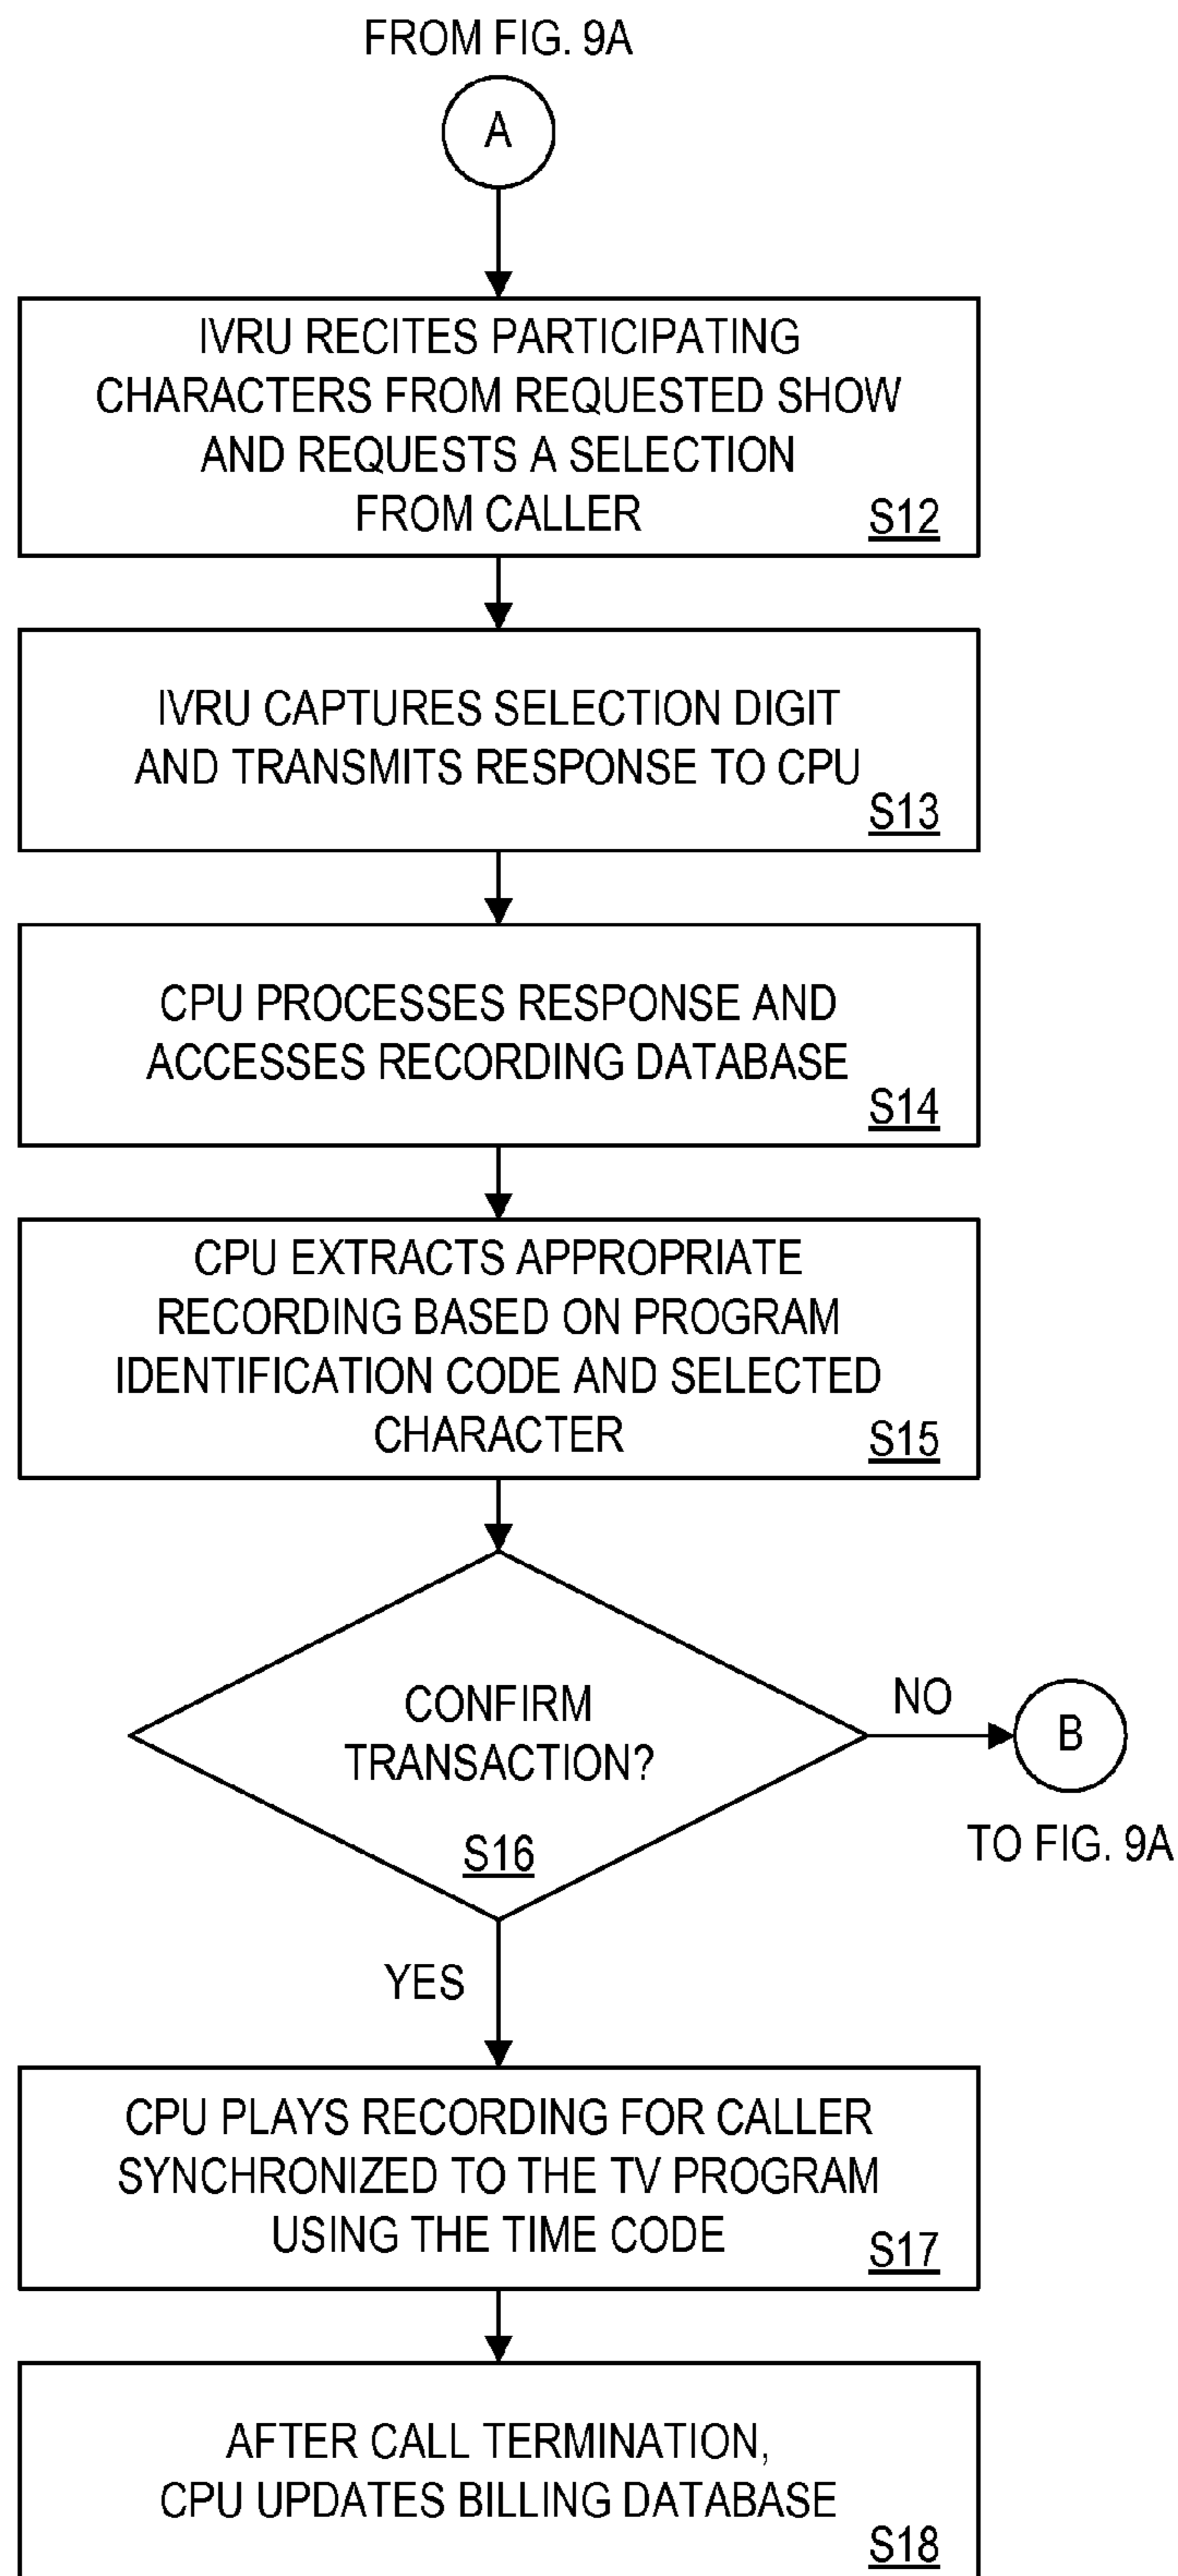 FROM FIG. 9A
A
IVRU RECITES PARTICIPATING
CHARACTERS FROM REQUESTED SHOW
AND REQUESTS A SELECTION
FROM CALLER
S12
IVRU CAPTURES SELECTION DIGIT
AND TRANSMITS RESPONSE TO CPU
S13
CPU PROCESSES RESPONSE AND
ACCESSES RECORDING DATABASE
S14
CPU EXTRACTS APPROPRIATE
RECORDING BASED ON PROGRAM
IDENTIFICATION CODE AND SELECTED
CHARACTER
S15
CONFIRM
TRANSACTION?
S16
NO
B
TO FIG. 9A
YES
CPU PLAYS RECORDING FOR CALLER
SYNCHRONIZED TO THE TV PROGRAM
USING THE TIME CODE
S17
AFTER CALL TERMINATION,
CPU UPDATES BILLING DATABASE
S18